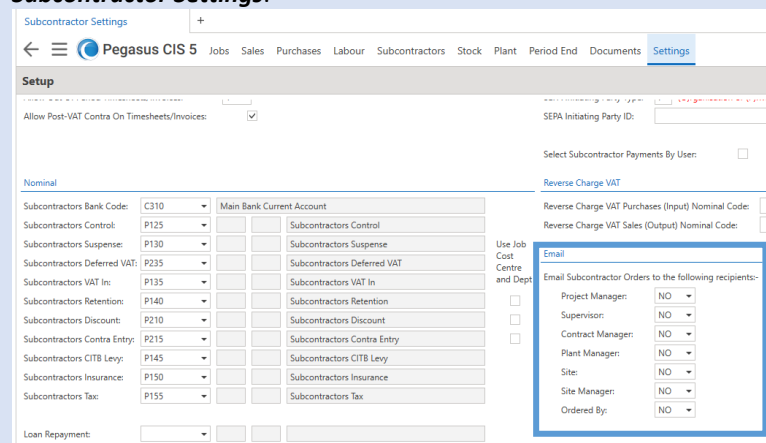 Subcontractor Settings.
Subcontractor Settings +
Pegasus CIS 5 Jobs Sales Purchases Labour Subcontractors Stock Plant Period End Documents Settings
Setup
Allow Post-VAT Contra On Timesheets/Invoices:
SEPA Initiating Party ID:
Select Subcontractor Payments By User:
Nominal
Reverse Charge VAT
Subcontractors Bank Code: C310 Main Bank Current Account
Reverse Charge VAT Purchases (Input) Nominal Code:
Subcontractors Control: P125 Subcontractors Control
Reverse Charge VAT Sales (Output) Nominal Code:
Subcontractors Suspense: P130 Subcontractors Suspense
Use Job
Cost
Centre
and Dept
Subcontractors Deferred VAT: P235 Subcontractors Deferred VAT
Subcontractors VAT In: P135 Subcontractors VAT In
Subcontractors Retention: P140 Subcontractors Retention
Subcontractors Discount: P210 Subcontractors Discount
Subcontractors Contra Entry: P215 Subcontractors Contra Entry
Subcontractors CITB Levy: P145 Subcontractors CITB Levy
Subcontractors Insurance: P150 Subcontractors Insurance
Subcontractors Tax: P155 Subcontractors Tax
Loan Repayment:
Email
Email Subcontractor Orders to the following recipients:-
Project Manager: NO
Supervisor: NO
Contract Manager: NO
Plant Manager: NO
Site: NO
Site Manager: NO
Ordered By: NO